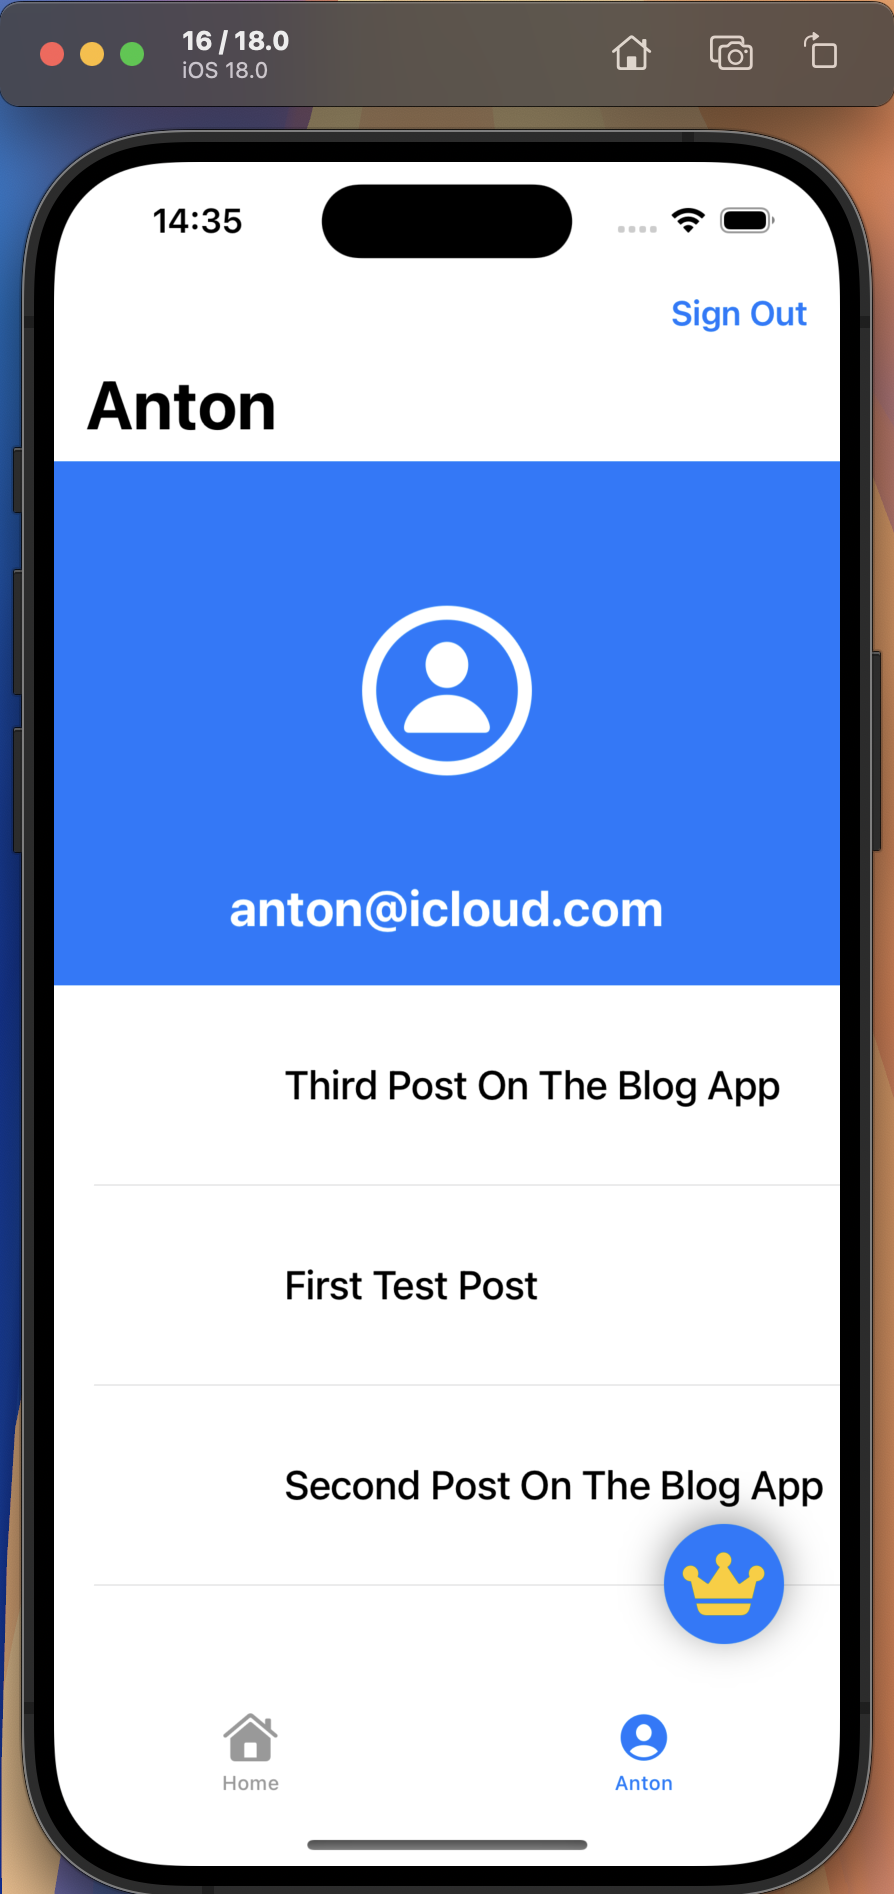 16 / 18.0
iOS 18.0
14:35
Sign Out
Anton
anton@icloud.com
Third Post On The Blog App
First Test Post
Second Post On The Blog App
Home
Anton